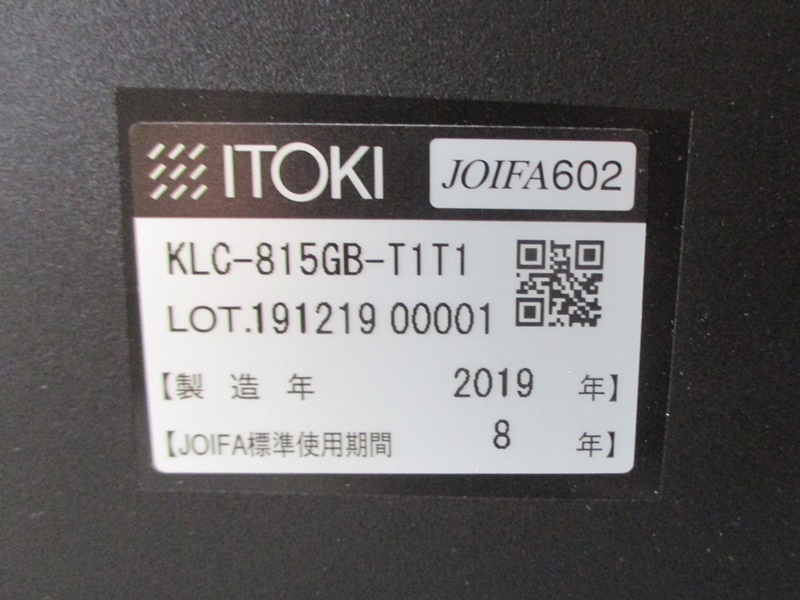 ITOKI JOIFA602
KLC-815GB-T1T1
LOT.191219 00001
【製 造 年 2019 年】
【JOIFA標準使用期間 8 年】